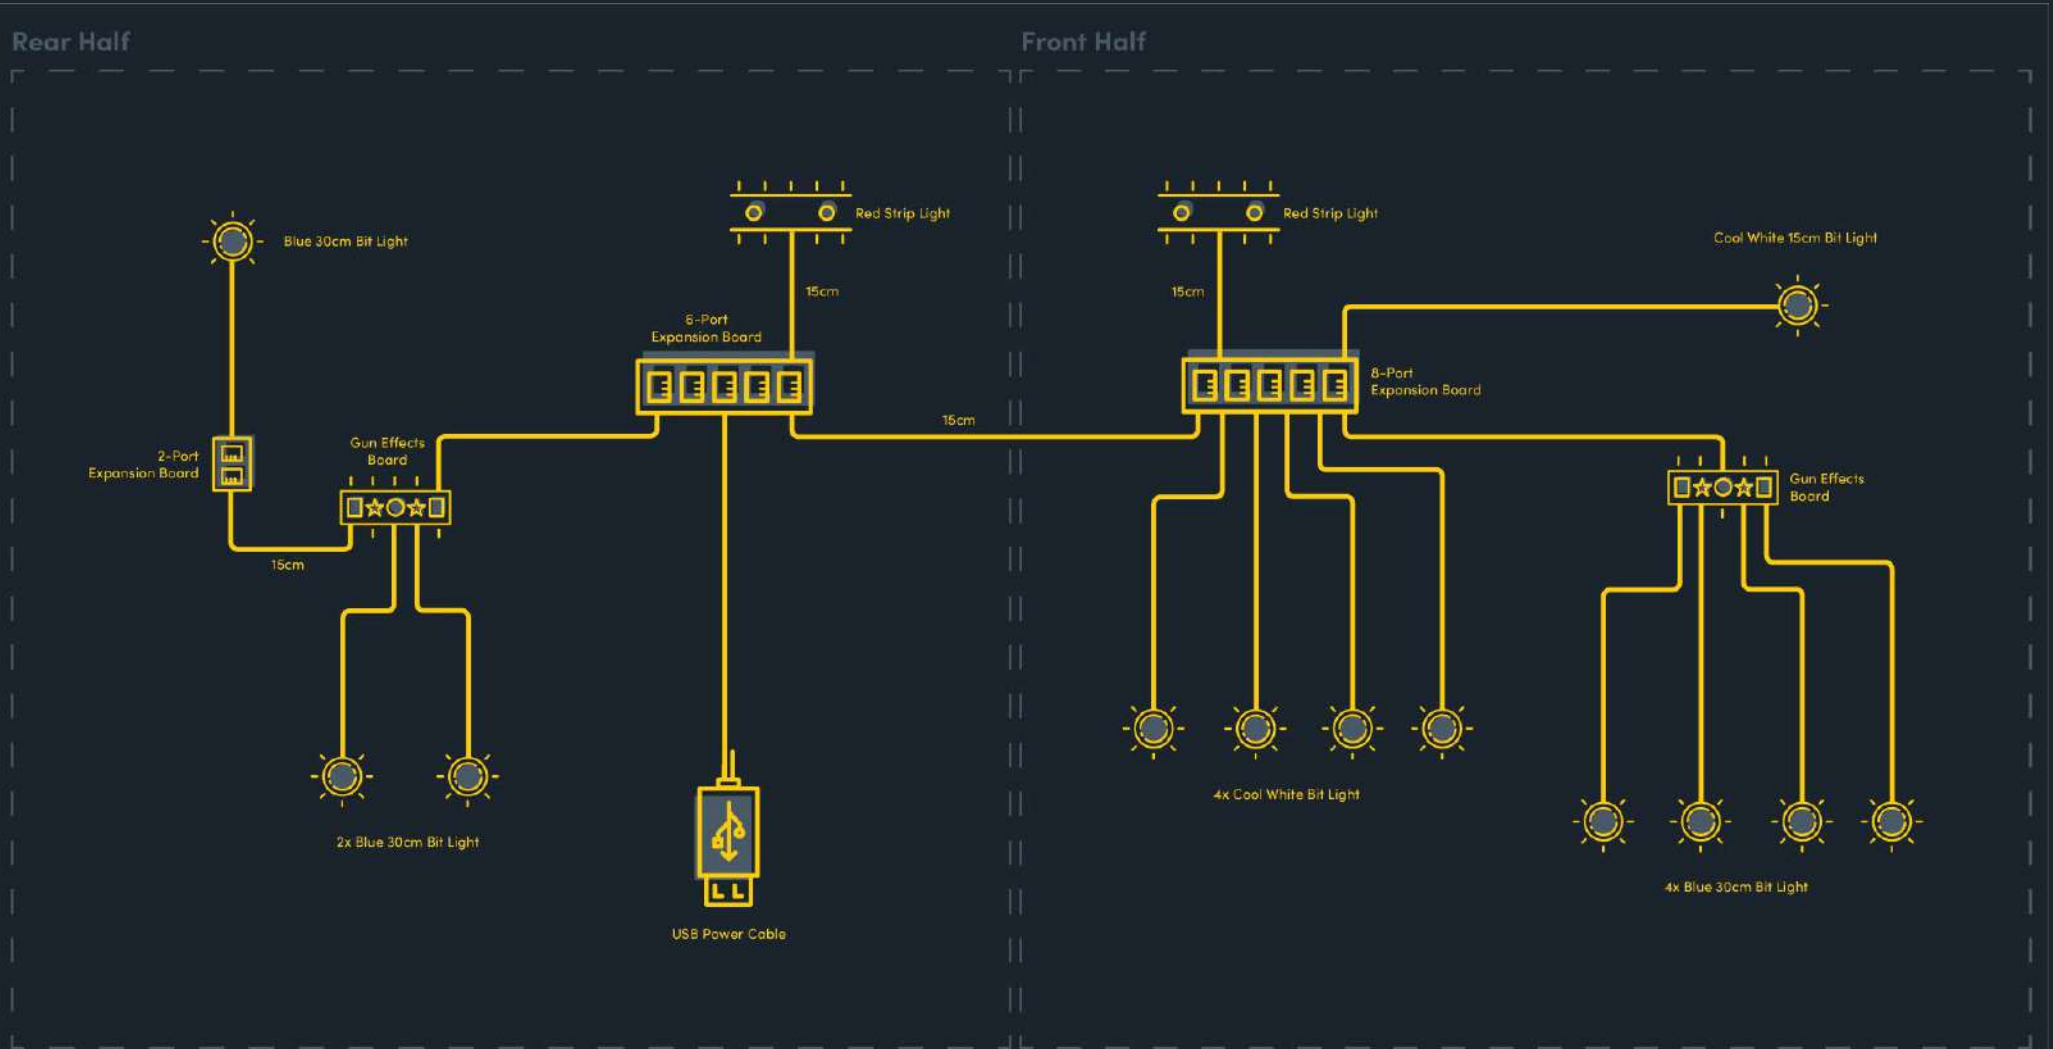 Rear Half
Front Half
Blue 30cm Bit Light
Red Strip Light
15cm
6-Port
Expansion Board
2-Port
Expansion Board
Gun Effects
Board
15cm
15cm
2x Blue 30cm Bit Light
USB Power Cable
Red Strip Light
15cm
Cool White 15cm Bit Light
8-Port
Expansion Board
Gun Effects
Board
4x Cool White Bit Light
4x Blue 30cm Bit Light